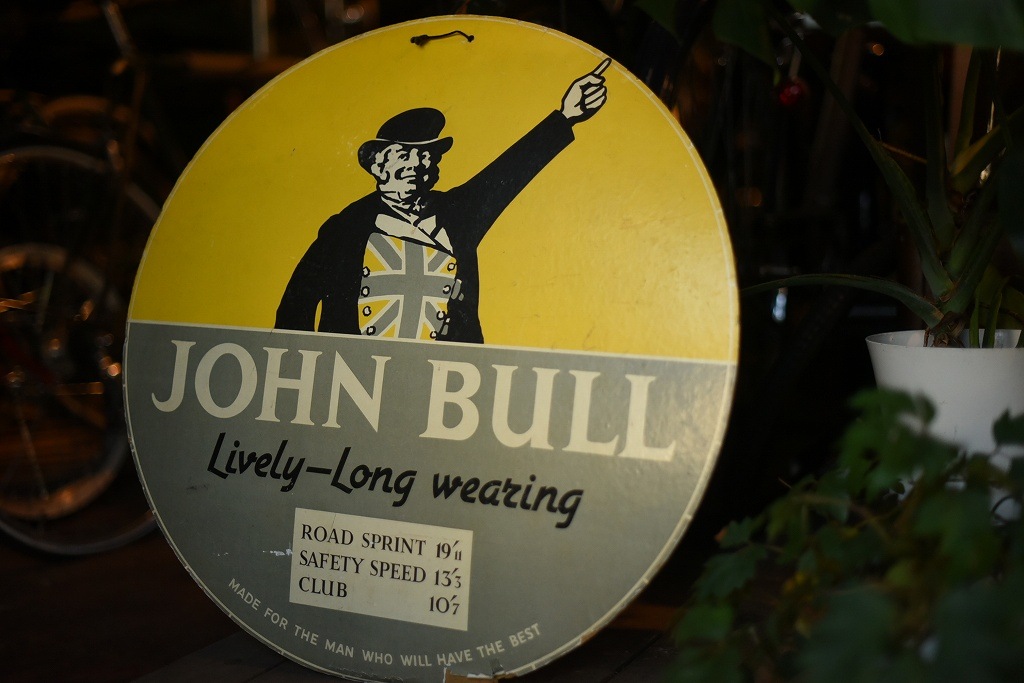 JOHN BULL
Lively-Long wearing
ROAD SPRINT 19'11
SAFETY SPEED 13'3
CLUB 10'7
MADE FOR THE MAN WHO WILL HAVE THE BEST